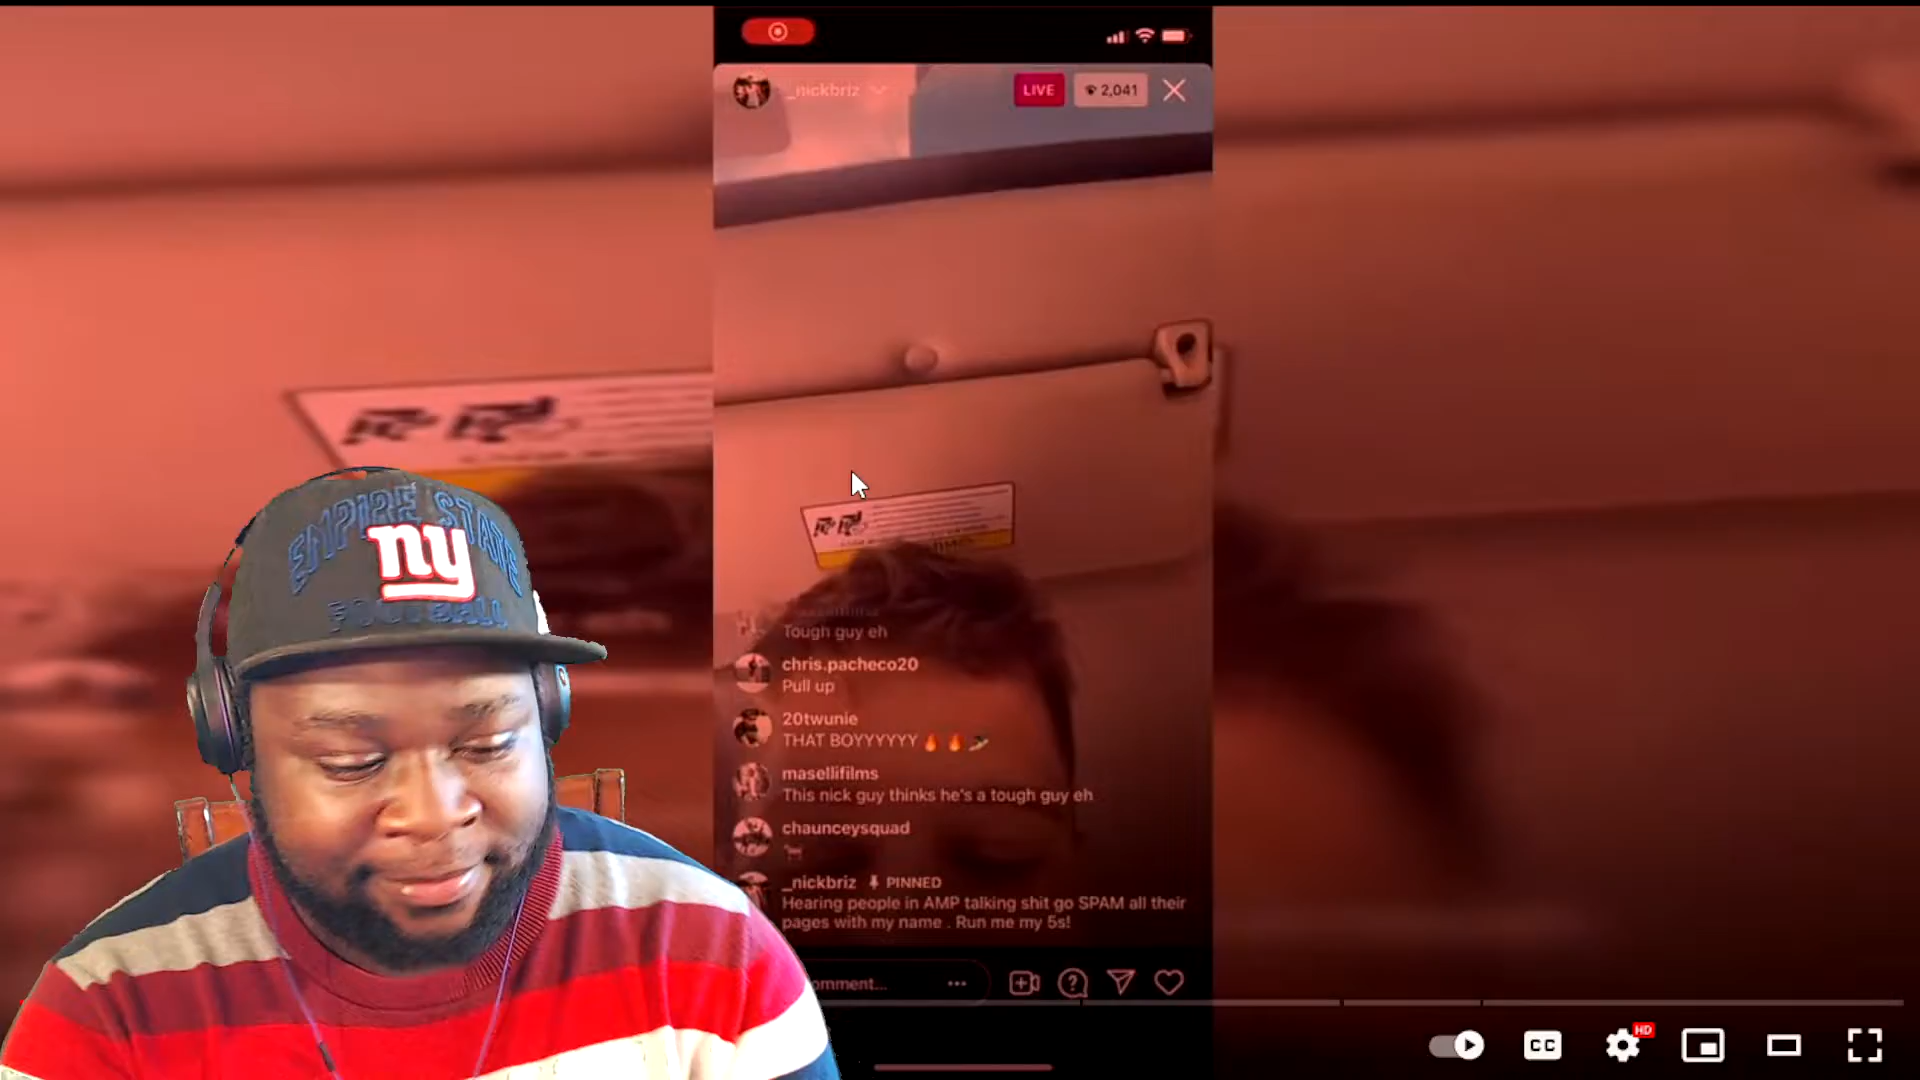 _nickbriz
LIVE
2,041
Tough guy eh
chris.pacheco20
Pull up
20twunie
THAT BOYYYYYY 🔥 🔥
masellifilms
This nick guy thinks he's a tough guy eh
chaunceysquad
_nickbriz PINNED
Hearing people in AMP talking shit go SPAM all their
pages with my name . Run me my 5s!
omment...
EMPIRE STATE
ny
FOOTBALL
CC
HD